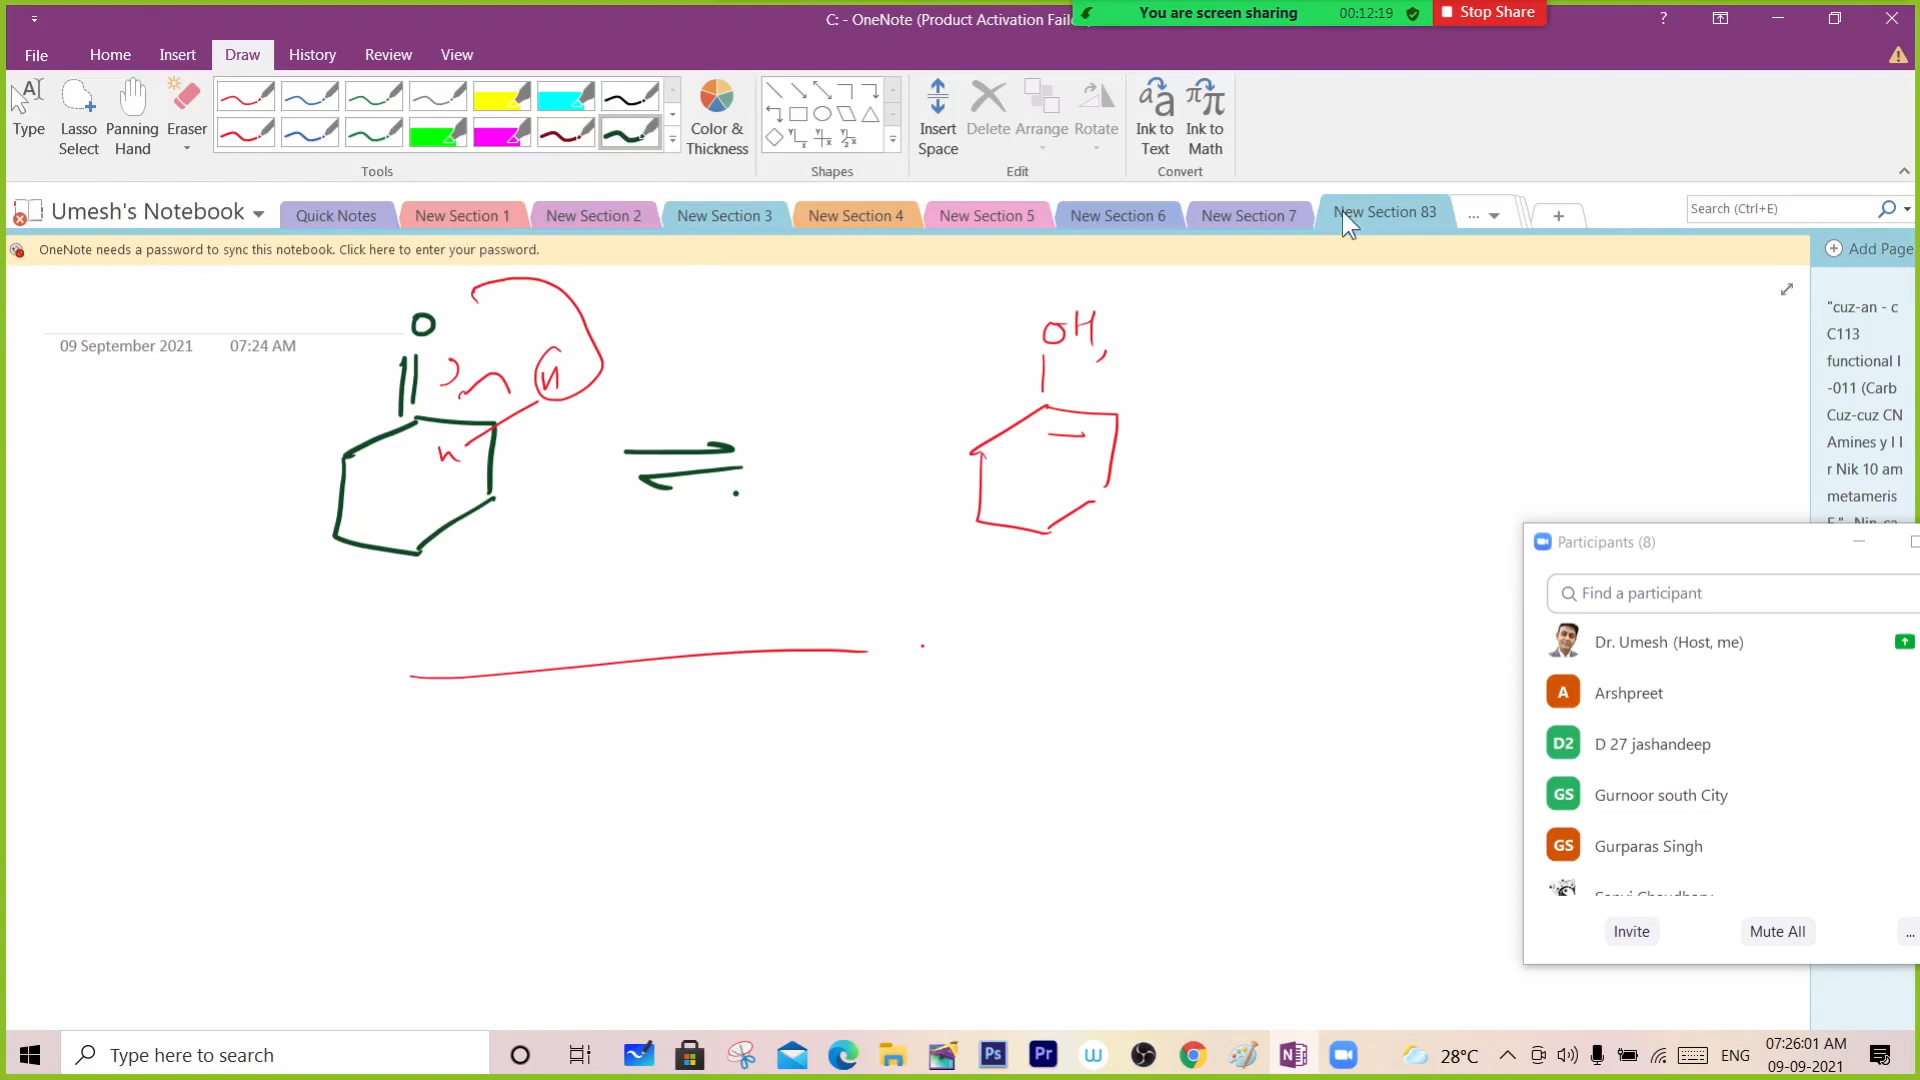 C: - OneNote (Product Activation Faile
You are screen sharing
00:12:19
Stop Share
?
File
Home
Insert
Draw
History
Review
View
Type
Lasso Select
Panning Hand
Eraser
Color & Thickness
Insert Space
Delete
Arrange
Rotate
Ink to Text
Ink to Math
Tools
Shapes
Edit
Convert
Umesh's Notebook
Quick Notes
New Section 1
New Section 2
New Section 3
New Section 4
New Section 5
New Section 6
New Section 7
New Section 83
...
Search (Ctrl+E)
OneNote needs a password to sync this notebook. Click here to enter your password.
Add Page
09 September 2021
07:24 AM
O
OH,
"cuz-an - c
C113
functional I
-011 (Carb
Cuz-cuz CN
Amines y I I
r Nik 10 am
metameris
Participants (8)
Find a participant
Dr. Umesh (Host, me)
A Arshpreet
D2 D 27 jashandeep
GS Gurnoor south City
GS Gurparas Singh
Invite
Mute All
...
Type here to search
Ps
Pr
28°C
ENG
07:26:01 AM
09-09-2021